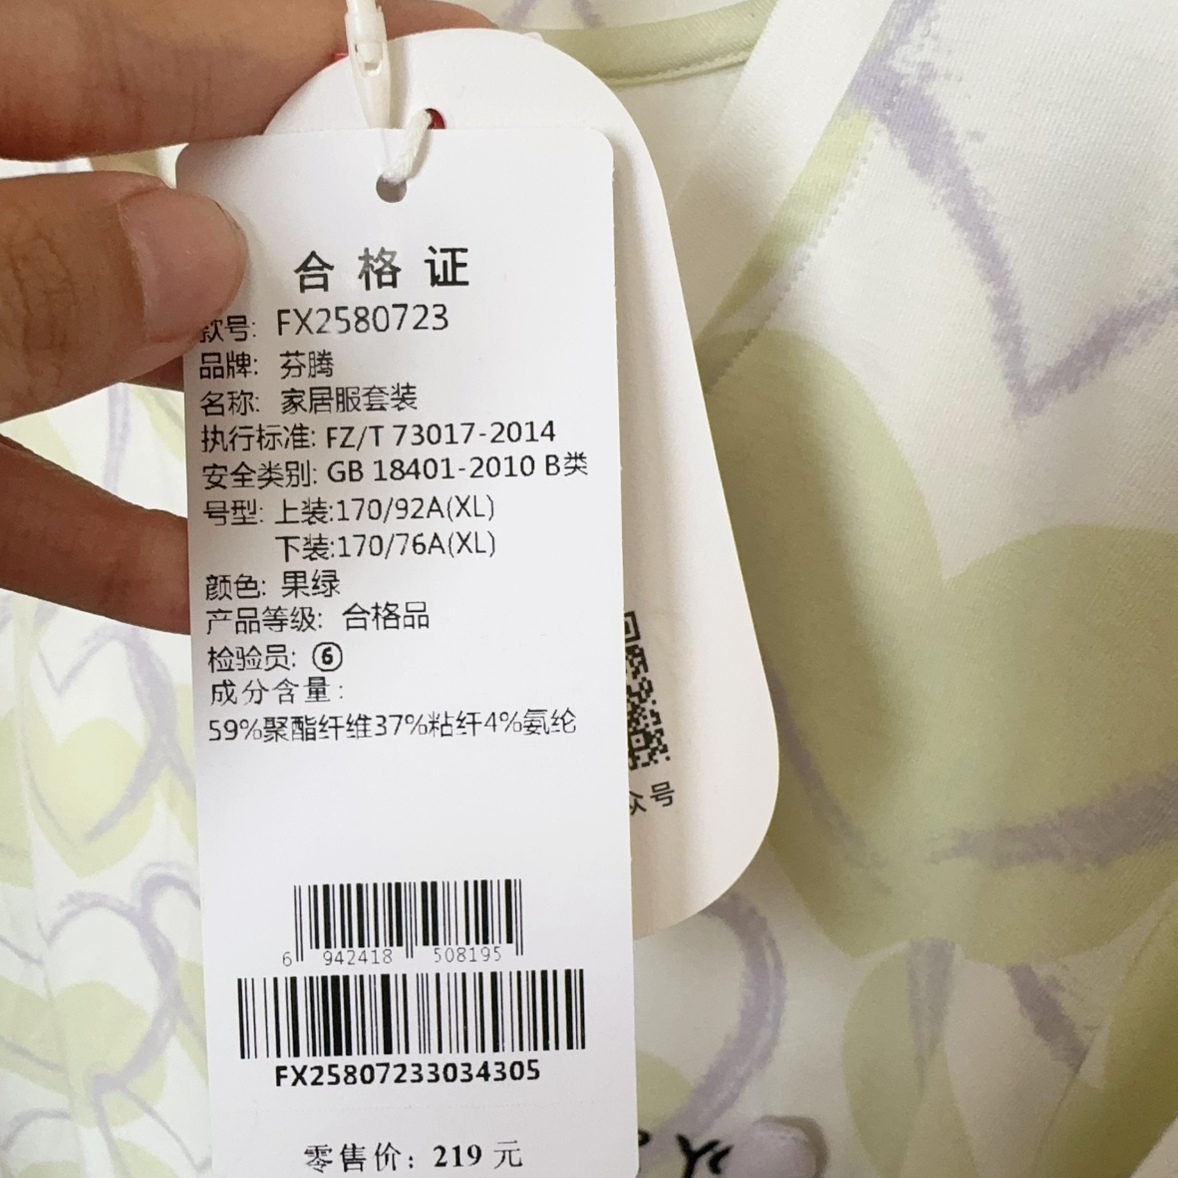 合格证
款号: FX2580723
品牌: 芬腾
名称: 家居服套装
执行标准: FZ/T 73017-2014
安全类别: GB 18401-2010 B类
号型: 上装:170/92A(XL)
下装:170/76A(XL)
颜色: 果绿
产品等级: 合格品
检验员: ⑥
成分含量:
59%聚酯纤维37%粘纤4%氨纶
众号
6 942418 508195
FX25807233034305
零售价: 219 元